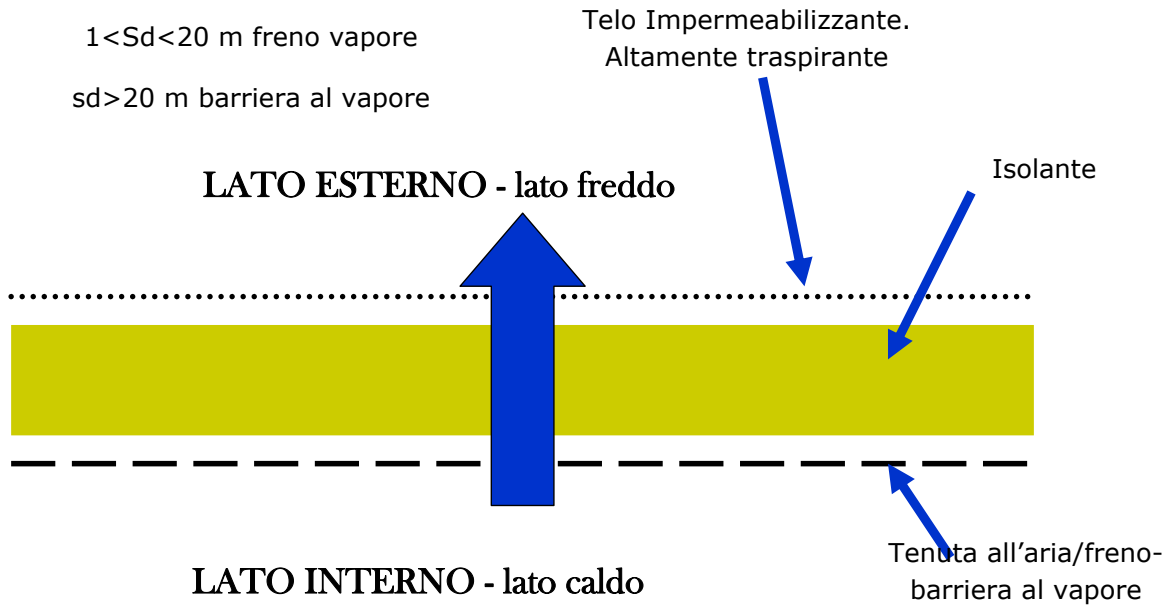 1<Sd<20 m freno vapore
sd>20 m barriera al vapore
Telo Impermeabilizzante.
Altamente traspirante
Isolante
LATO ESTERNO - lato freddo
LATO INTERNO - lato caldo
Tenuta all’aria/freno-
barriera al vapore